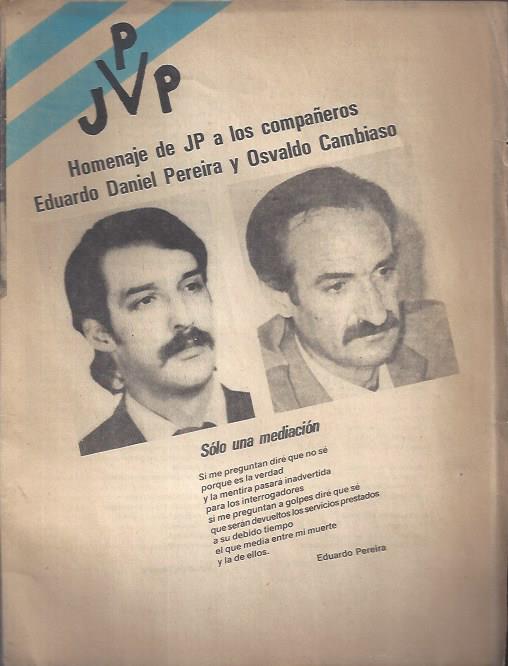 P
JVP
Homenaje de JP a los compañeros
Eduardo Daniel Pereira y Osvaldo Cambiaso
Sólo una mediación
Si me preguntan diré que no sé
porque es la verdad
y la mentira pasará inadvertida
para los interrogadores
si me preguntan a golpes diré que sé
que serán devueltos los servicios prestados
a su debido tiempo
el que media entre mi muerte
y la de ellos.
Eduardo Pereira